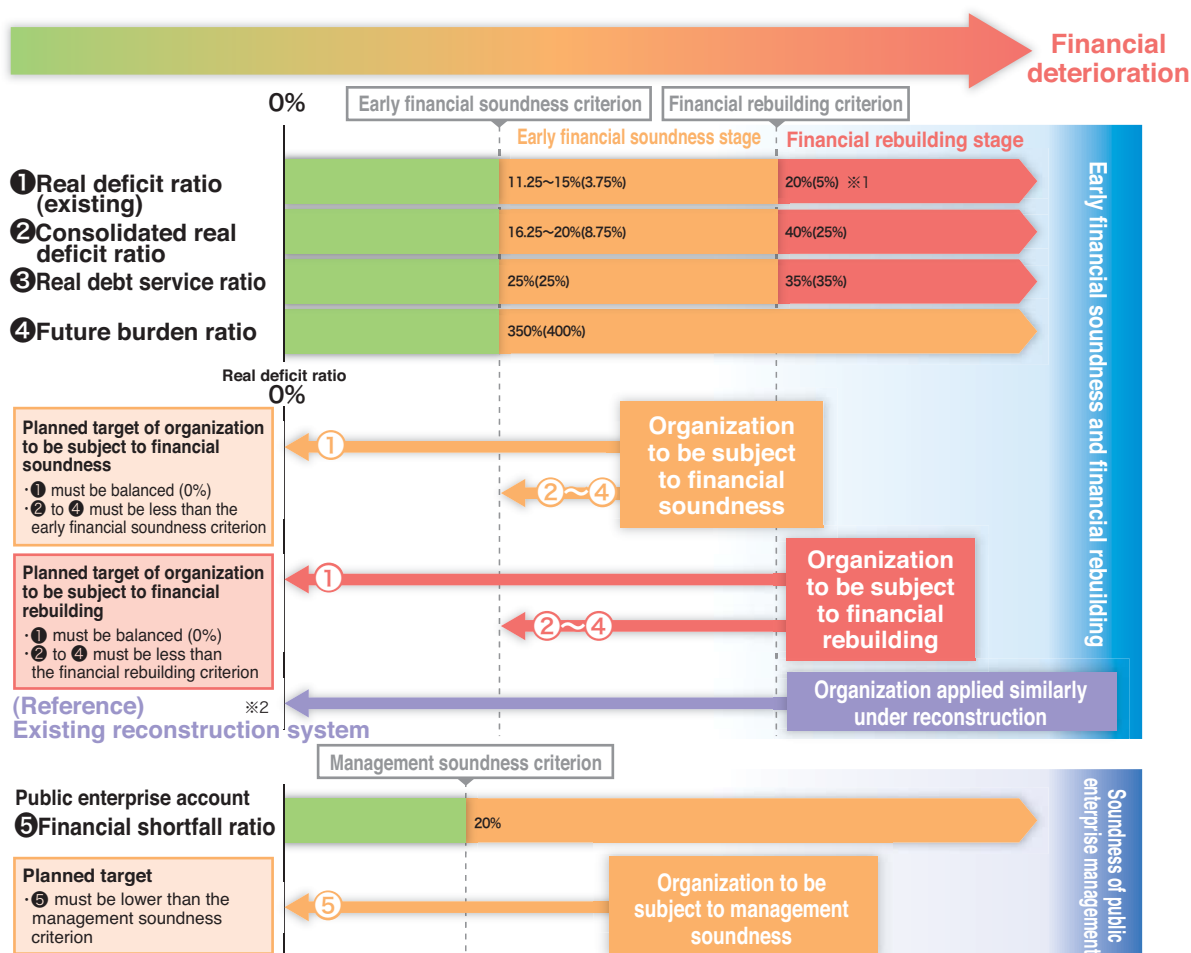 Financial
deterioration
0%
Early financial soundness criterion
Financial rebuilding criterion
Early financial soundness stage
Financial rebuilding stage
❶Real deficit ratio
(existing)
11.25～15%(3.75%)
20%(5%) ※1
❷Consolidated real
deficit ratio
16.25～20%(8.75%)
40%(25%)
❸Real debt service ratio
25%(25%)
35%(35%)
❹Future burden ratio
350%(400%)
Early financial soundness and financial rebuilding
Real deficit ratio
0%
Planned target of organization
to be subject to financial
soundness
・❶ must be balanced (0%)
・❷ to ❹ must be less than the
early financial soundness criterion
①
②～④
Organization
to be subject
to financial
soundness
Planned target of organization
to be subject to financial
rebuilding
・❶ must be balanced (0%)
・❷ to ❹ must be less than
the financial rebuilding criterion
①
②～④
Organization
to be subject
to financial
rebuilding
(Reference) ※2
Existing reconstruction system
Organization applied similarly
under reconstruction
Management soundness criterion
Public enterprise account
❺Financial shortfall ratio
20%
Planned target
・❺ must be lower than the
management soundness
criterion
⑤
Organization to be
subject to management
soundness
Soundness of public
enterprise management